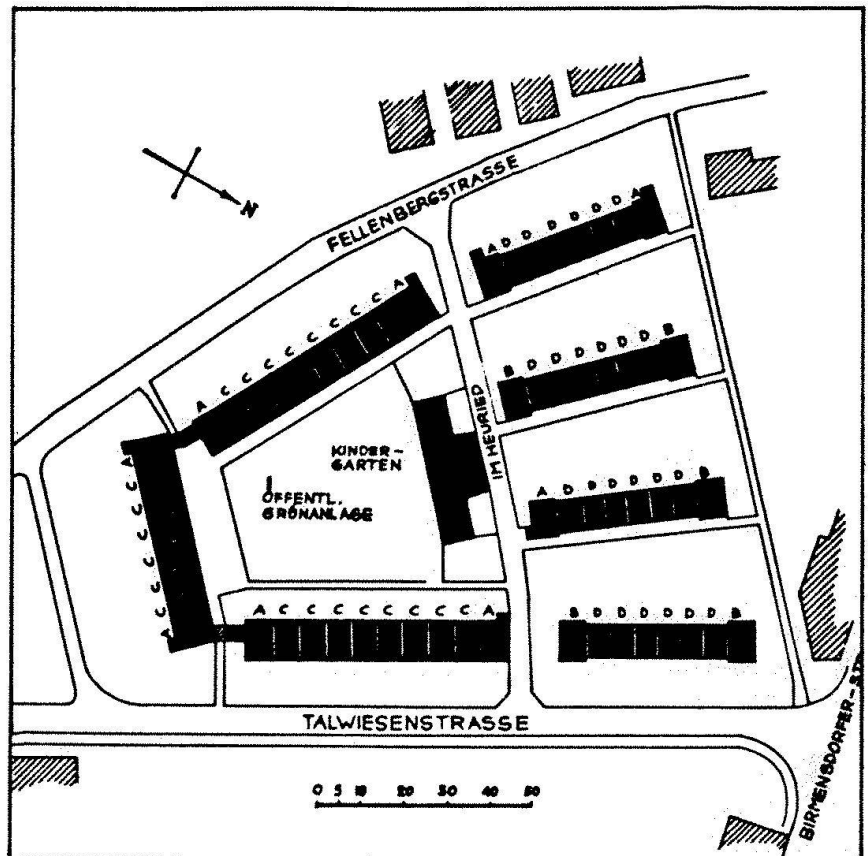 N
FELLENBERGSTRASSE
A D D D D D D A
A C C C C C C C C A
B D D D D D D B
IM HEURIED
KINDER-
GARTEN
ÖFFENTL.
GRÜNANLAGE
A C C C C C C A
A D D D D D D B
A C C C C C C C C A
B D D D D D D B
TALWIESENSTRASSE
BIRMENSDORFER-STR
0 5 10 20 30 40 50